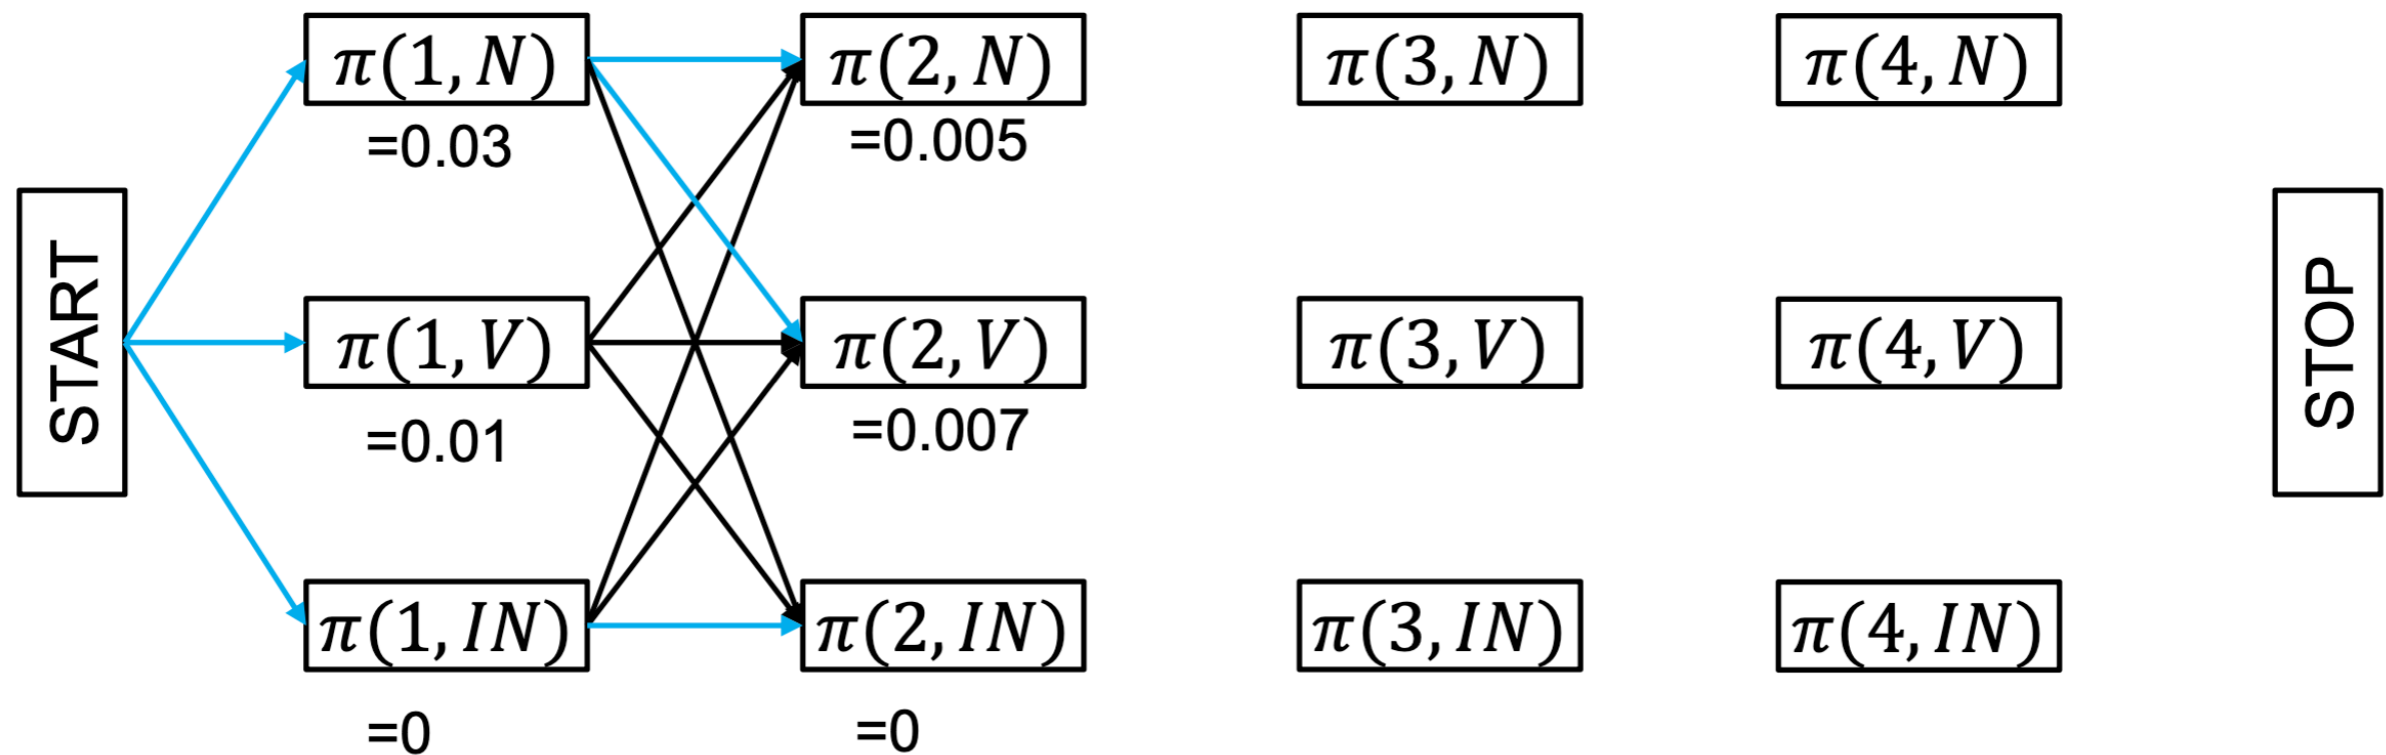 START
π(1, N)
=0.03
π(2, N)
=0.005
π(3, N)
π(4, N)
π(1, V)
=0.01
π(2, V)
=0.007
π(3, V)
π(4, V)
π(1, IN)
=0
π(2, IN)
=0
π(3, IN)
π(4, IN)
STOP